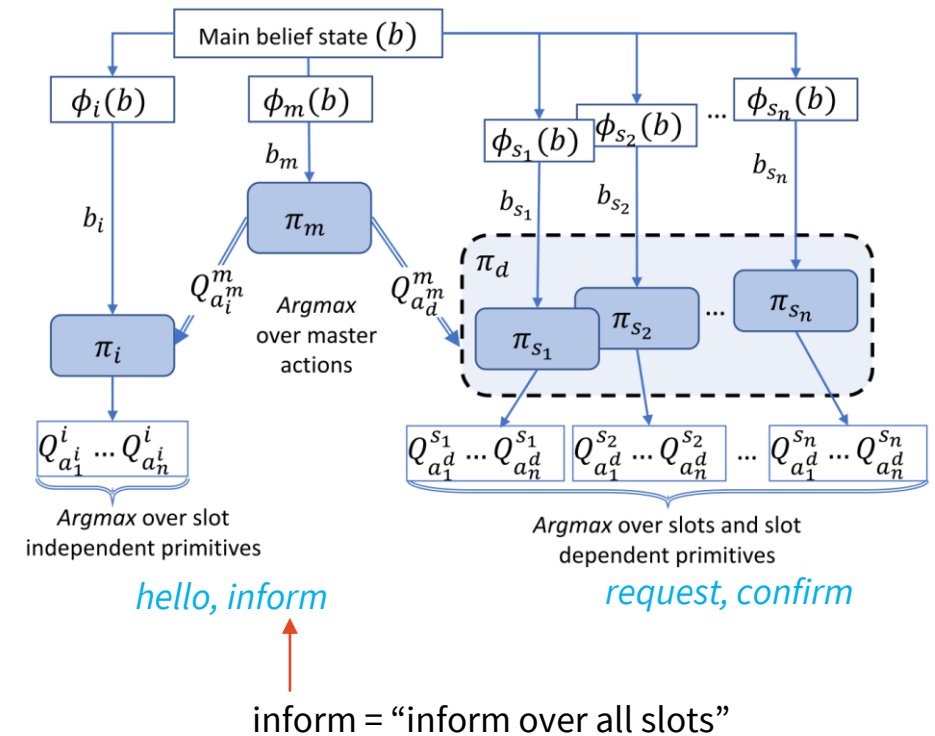 Main belief state (b)
ϕ_i(b)
ϕ_m(b)
ϕ_{s_1}(b)
ϕ_{s_2}(b)
...
ϕ_{s_n}(b)
b_i
b_m
b_{s_1}
b_{s_2}
b_{s_n}
π_m
π_d
Q^m_{a^m_i}
Argmax
over master
actions
Q^m_{a^m_d}
π_i
π_{s_1}
π_{s_2}
...
π_{s_n}
Q^i_{a^i_1} ... Q^i_{a^i_n}
Q^{s_1}_{a^d_1} ... Q^{s_1}_{a^d_n}
Q^{s_2}_{a^d_1} ... Q^{s_2}_{a^d_n}
...
Q^{s_n}_{a^d_1} ... Q^{s_n}_{a^d_n}
Argmax over slot
independent primitives
Argmax over slots and slot
dependent primitives
hello, inform
request, confirm
inform = “inform over all slots”